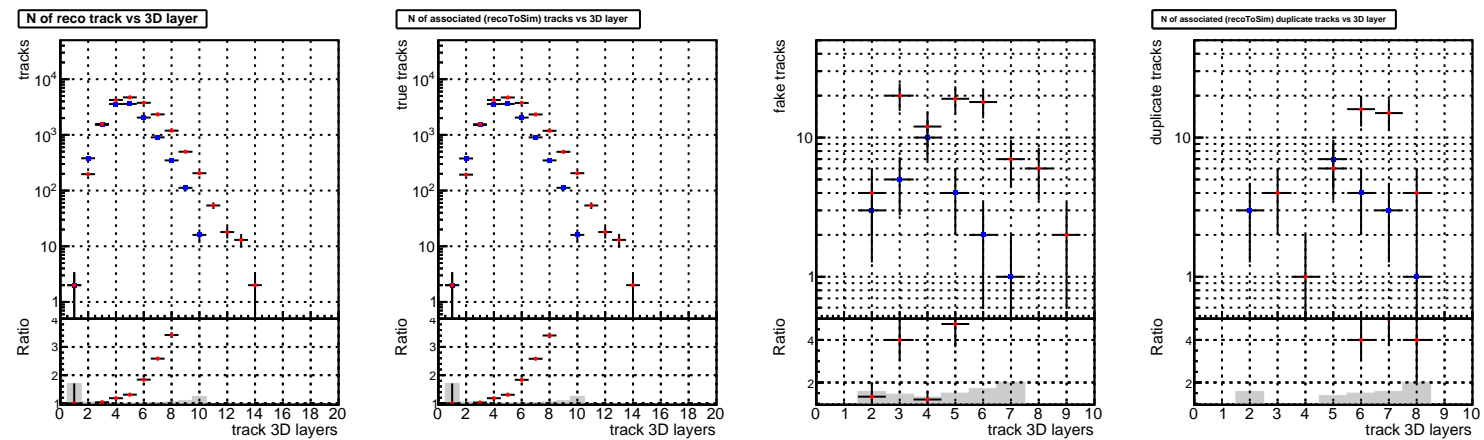 N of reco track vs 3D layer
tracks
10^4
10^3
10^2
10
1
Ratio
4
3
2
1
0 2 4 6 8 10 12 14 16 18 20
track 3D layers
N of associated (recoToSim) tracks vs 3D layer
true tracks
10^4
10^3
10^2
10
1
Ratio
4
3
2
1
0 2 4 6 8 10 12 14 16 18 20
track 3D layers
fake tracks
10
1
Ratio
4
2
0 1 2 3 4 5 6 7 8 9 10
track 3D layers
N of associated (recoToSim) duplicate tracks vs 3D layer
duplicate tracks
10
1
Ratio
4
2
0 1 2 3 4 5 6 7 8 9 10
track 3D layers